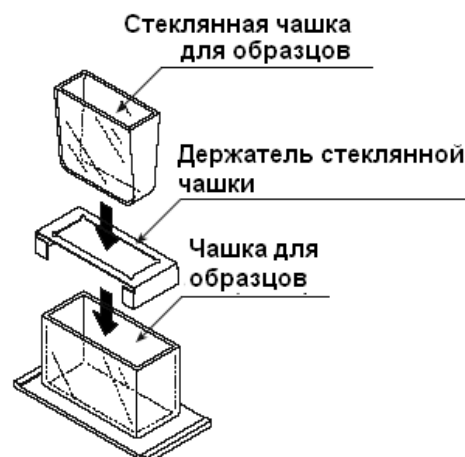 Стеклянная чашка
для образцов
Держатель стеклянной
чашки
Чашка для
образцов